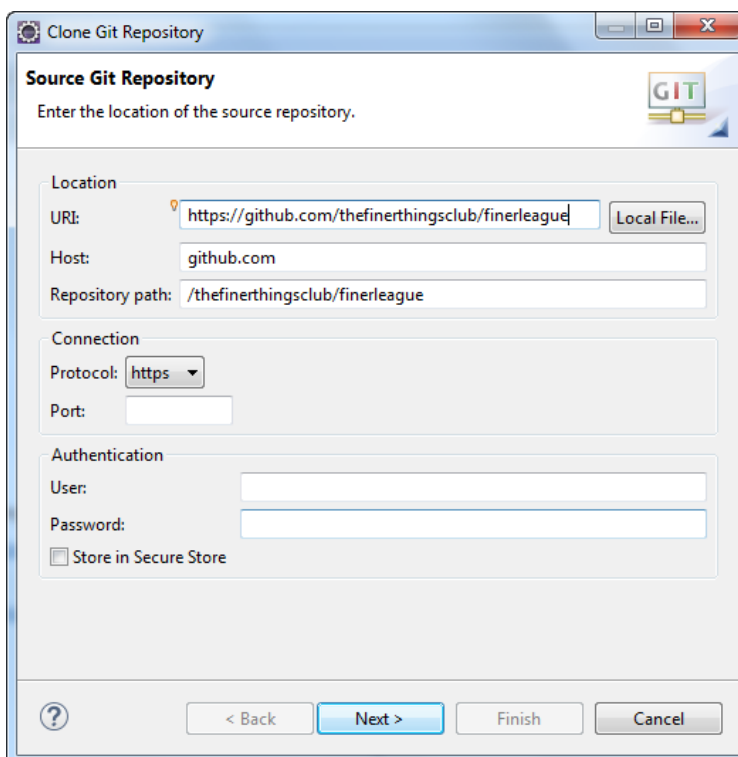 Clone Git Repository
Source Git Repository
Enter the location of the source repository.
GIT
Location
URI: https://github.com/thefinerthingsclub/finerleague Local File...
Host: github.com
Repository path: /thefinerthingsclub/finerleague
Connection
Protocol: https
Port:
Authentication
User:
Password:
Store in Secure Store
? < Back Next > Finish Cancel